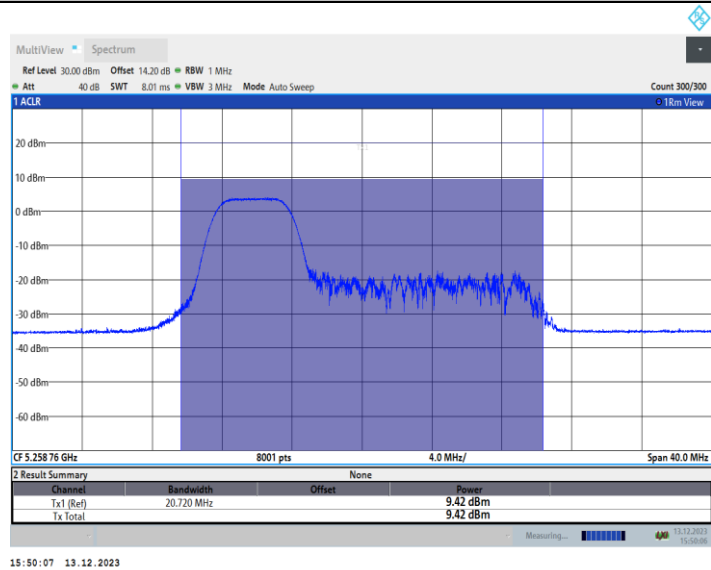 MultiView Spectrum
Ref Level 30.00 dBm Offset 14.20 dB RBW 1 MHz
Att 40 dB SWT 8.01 ms VBW 3 MHz Mode Auto Sweep Count 300/300
1 ACLR 1Rm View
20 dBm
10 dBm
0 dBm
-10 dBm
-20 dBm
-30 dBm
-40 dBm
-50 dBm
-60 dBm
CF 5.258 76 GHz 8001 pts 4.0 MHz/ Span 40.0 MHz
2 Result Summary None
Channel Bandwidth Offset Power
Tx1 (Ref) 20.720 MHz 9.42 dBm
Tx Total 9.42 dBm
Measuring... 13.12.2023
15:50:06
15:50:07 13.12.2023